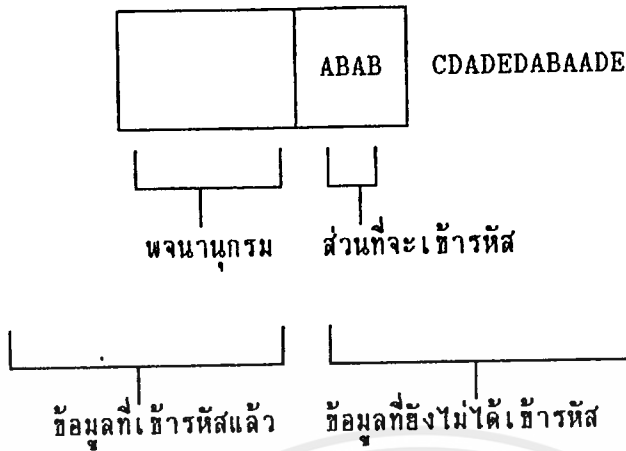 ABAB CDADEDABAADE
พจนานุกรม ส่วนที่จะเข้ารหัส
ข้อมูลที่เข้ารหัสแล้ว ข้อมูลที่ยังไม่ได้เข้ารหัส